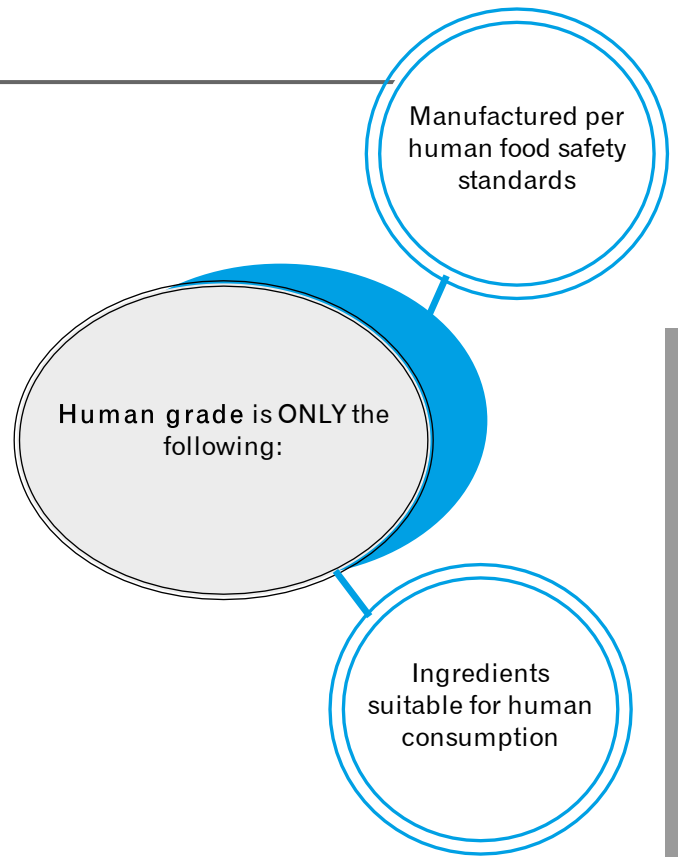 Manufactured per
human food safety
standards
Human grade is ONLY the
following:
Ingredients
suitable for human
consumption